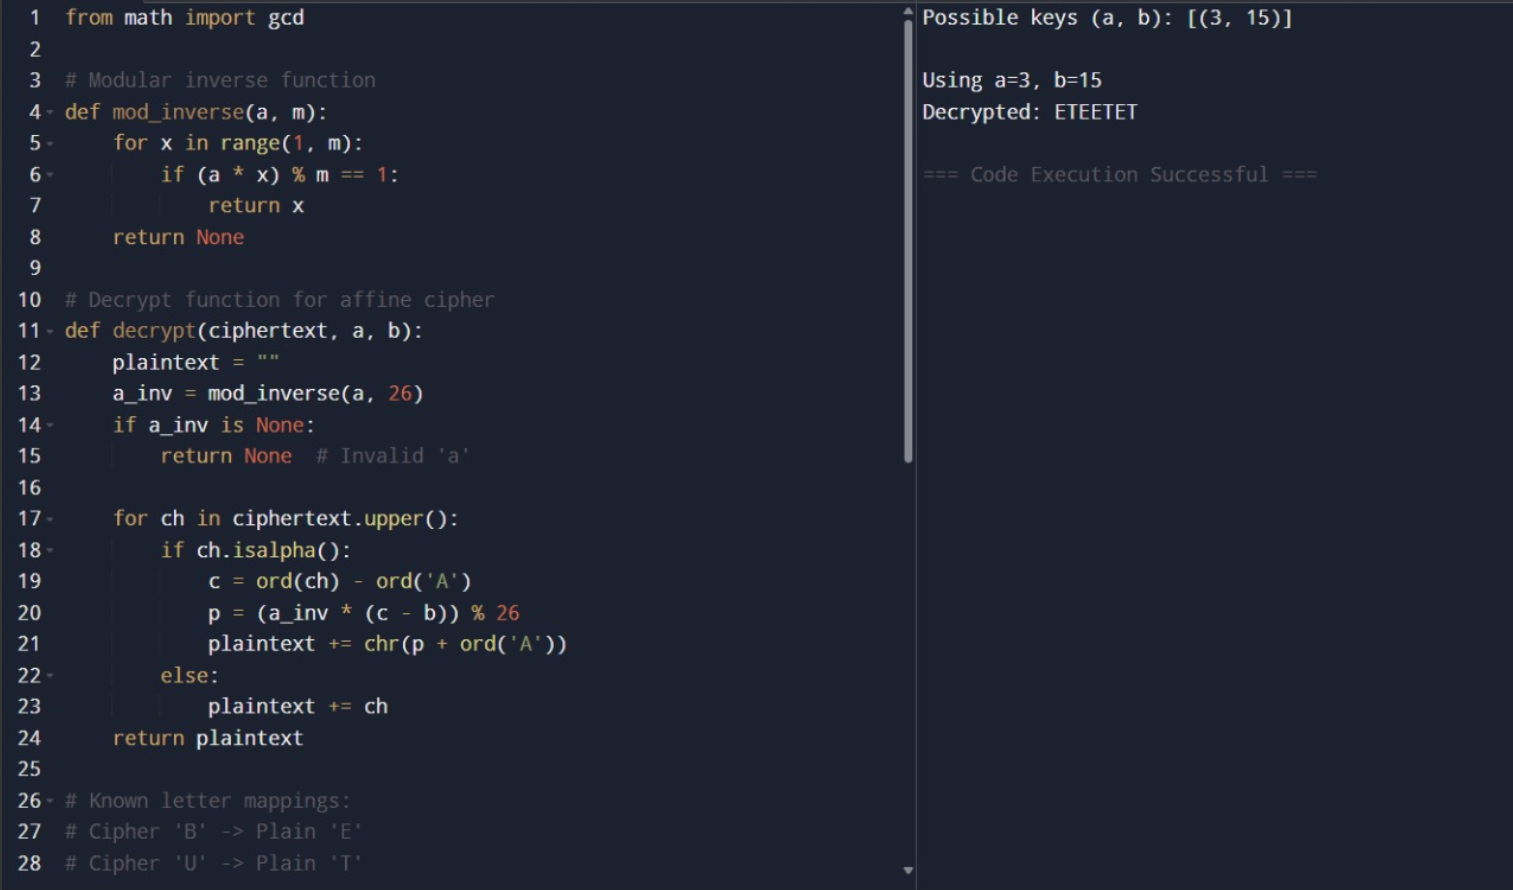 1 from math import gcd
2
3 # Modular inverse function
4 def mod_inverse(a, m):
5     for x in range(1, m):
6         if (a * x) % m == 1:
7             return x
8     return None
9
10 # Decrypt function for affine cipher
11 def decrypt(ciphertext, a, b):
12     plaintext = ""
13     a_inv = mod_inverse(a, 26)
14     if a_inv is None:
15         return None  # Invalid 'a'
16
17     for ch in ciphertext.upper():
18         if ch.isalpha():
19             c = ord(ch) - ord('A')
20             p = (a_inv * (c - b)) % 26
21             plaintext += chr(p + ord('A'))
22         else:
23             plaintext += ch
24     return plaintext
25
26 # Known letter mappings:
27 # Cipher 'B' -> Plain 'E'
28 # Cipher 'U' -> Plain 'T'
Possible keys (a, b): [(3, 15)]
Using a=3, b=15
Decrypted: ETEETET
=== Code Execution Successful ===